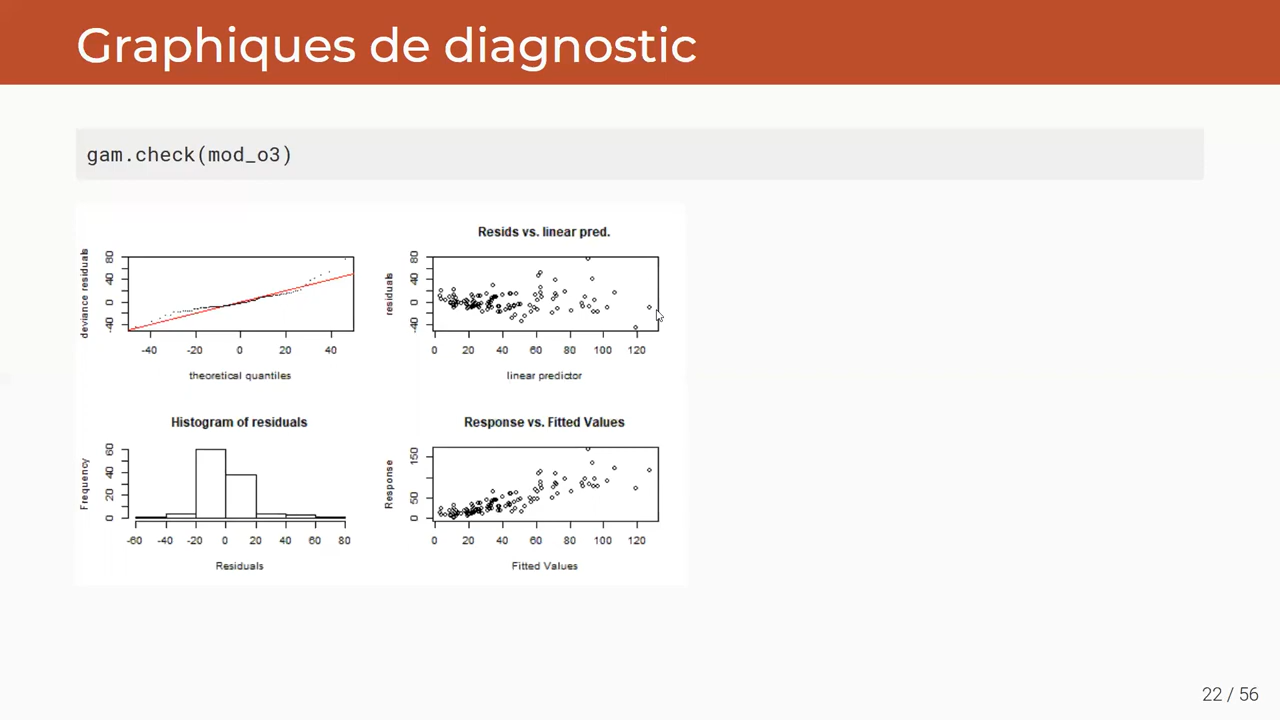 Graphiques de diagnostic
gam.check(mod_o3)
Resids vs. linear pred.
deviance residuals
-40 0 40 80
-40 -20 0 20 40
theoretical quantiles
residuals
-40 0 40 80
0 20 40 60 80 100 120
linear predictor
Histogram of residuals
Frequency
0 20 40 60
-60 -40 -20 0 20 40 60 80
Residuals
Response vs. Fitted Values
Response
0 50 150
0 20 40 60 80 100 120
Fitted Values
22 / 56